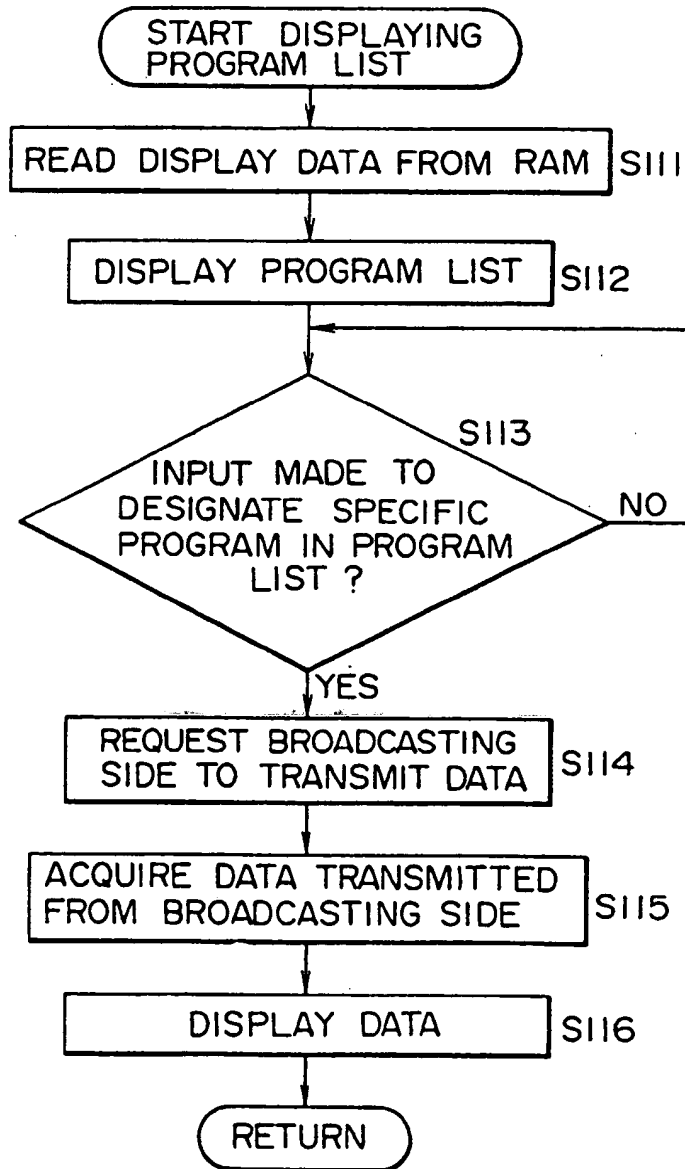 START DISPLAYING
PROGRAM LIST
READ DISPLAY DATA FROM RAM
S111
DISPLAY PROGRAM LIST
S112
S113
INPUT MADE TO
DESIGNATE SPECIFIC
PROGRAM IN PROGRAM
LIST ?
NO
YES
REQUEST BROADCASTING
SIDE TO TRANSMIT DATA
S114
ACQUIRE DATA TRANSMITTED
FROM BROADCASTING SIDE
S115
DISPLAY DATA
S116
RETURN